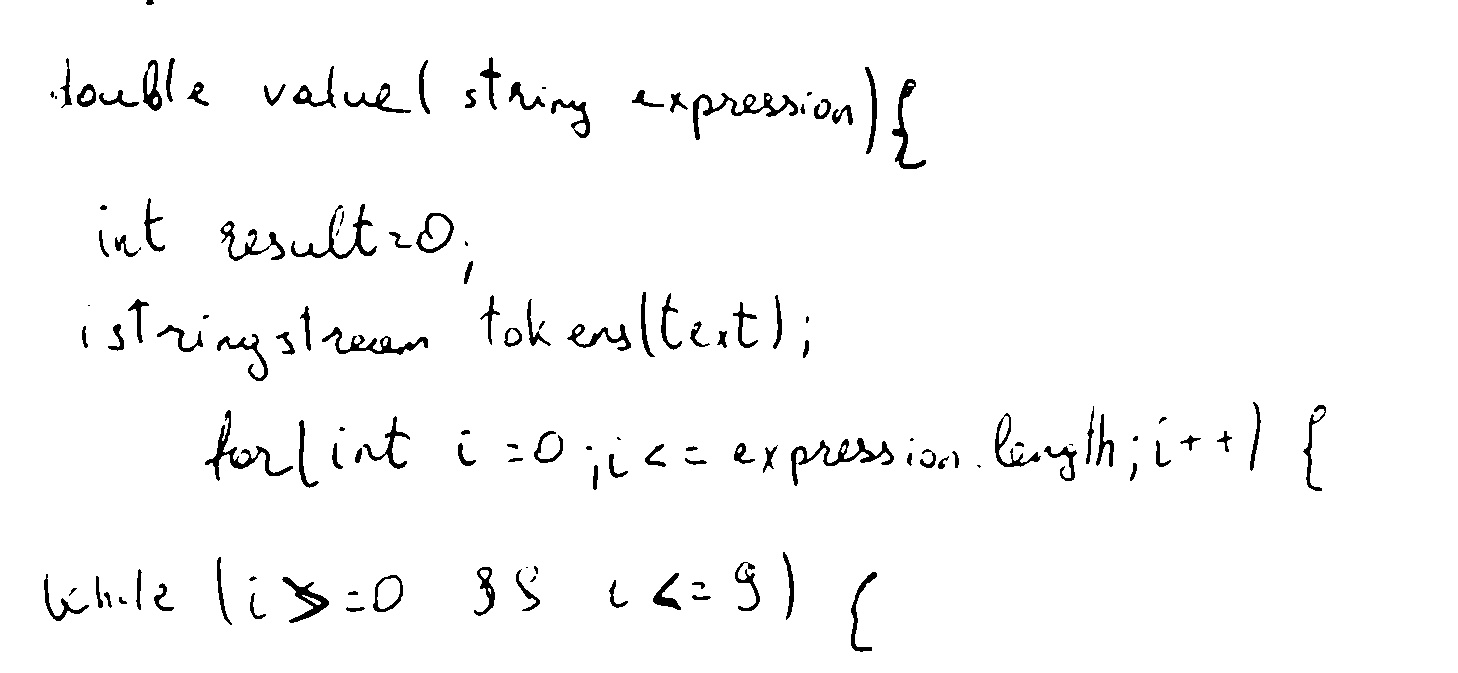 double value(string expression){
int result=0;
istringstream tokens(text);
for(int i=0;i<=expression.length;i++) {
while (i>=0 && i<=9) {